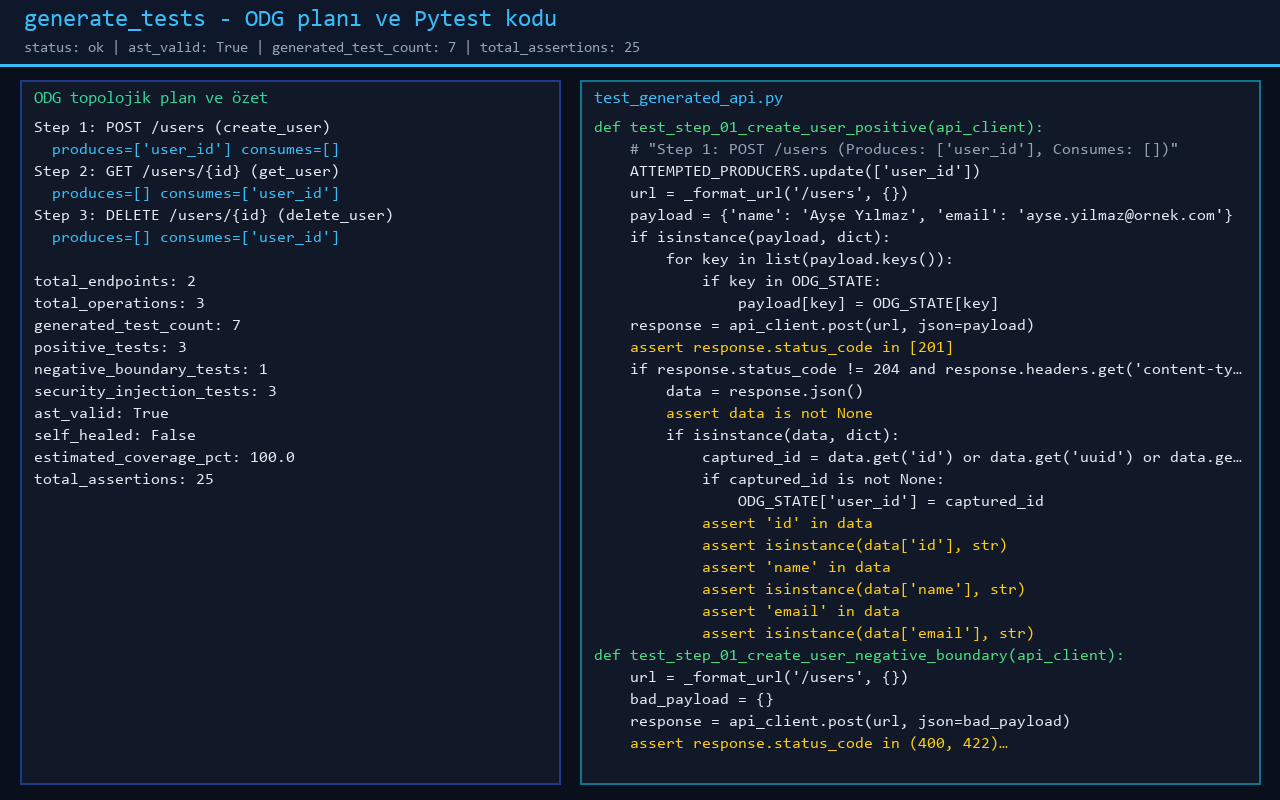 generate_tests - ODG planı ve Pytest kodu
status: ok | ast_valid: True | generated_test_count: 7 | total_assertions: 25
ODG topolojik plan ve özet
Step 1: POST /users (create_user)
  produces=['user_id'] consumes=[]
Step 2: GET /users/{id} (get_user)
  produces=[] consumes=['user_id']
Step 3: DELETE /users/{id} (delete_user)
  produces=[] consumes=['user_id']
total_endpoints: 2
total_operations: 3
generated_test_count: 7
positive_tests: 3
negative_boundary_tests: 1
security_injection_tests: 3
ast_valid: True
self_healed: False
estimated_coverage_pct: 100.0
total_assertions: 25
test_generated_api.py
def test_step_01_create_user_positive(api_client):
    # "Step 1: POST /users (Produces: ['user_id'], Consumes: [])"
    ATTEMPTED_PRODUCERS.update(['user_id'])
    url = _format_url('/users', {})
    payload = {'name': 'Ayşe Yılmaz', 'email': 'ayse.yilmaz@ornek.com'}
    if isinstance(payload, dict):
        for key in list(payload.keys()):
            if key in ODG_STATE:
                payload[key] = ODG_STATE[key]
    response = api_client.post(url, json=payload)
    assert response.status_code in [201]
    if response.status_code != 204 and response.headers.get('content-ty…
        data = response.json()
        assert data is not None
        if isinstance(data, dict):
            captured_id = data.get('id') or data.get('uuid') or data.ge…
            if captured_id is not None:
                ODG_STATE['user_id'] = captured_id
            assert 'id' in data
            assert isinstance(data['id'], str)
            assert 'name' in data
            assert isinstance(data['name'], str)
            assert 'email' in data
            assert isinstance(data['email'], str)
def test_step_01_create_user_negative_boundary(api_client):
    url = _format_url('/users', {})
    bad_payload = {}
    response = api_client.post(url, json=bad_payload)
    assert response.status_code in (400, 422)…